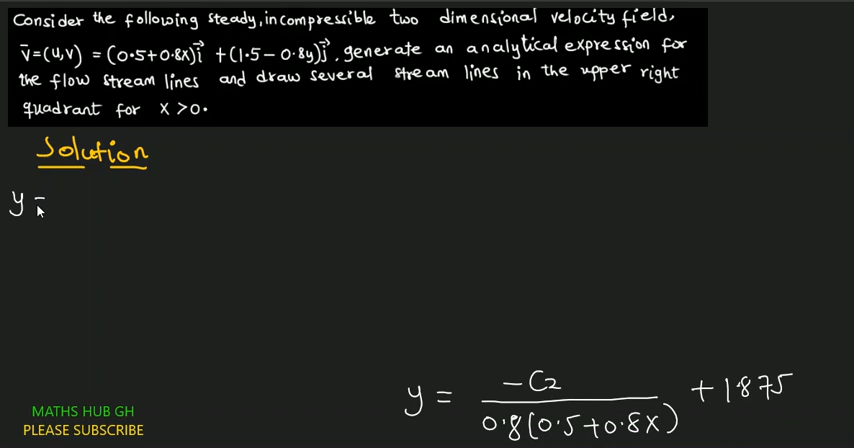 Consider the following steady, incompressible two dimensional velocity field,
v̄ = (u,v) = (0.5+0.8x)i⃗ + (1.5-0.8y)j⃗. generate an analytical expression for
the flow stream lines and draw several stream lines in the upper right
quadrant for x >0.
Solution
y =
y = -C2 / 0.8(0.5+0.8x) + 1.875
MATHS HUB GH
PLEASE SUBSCRIBE